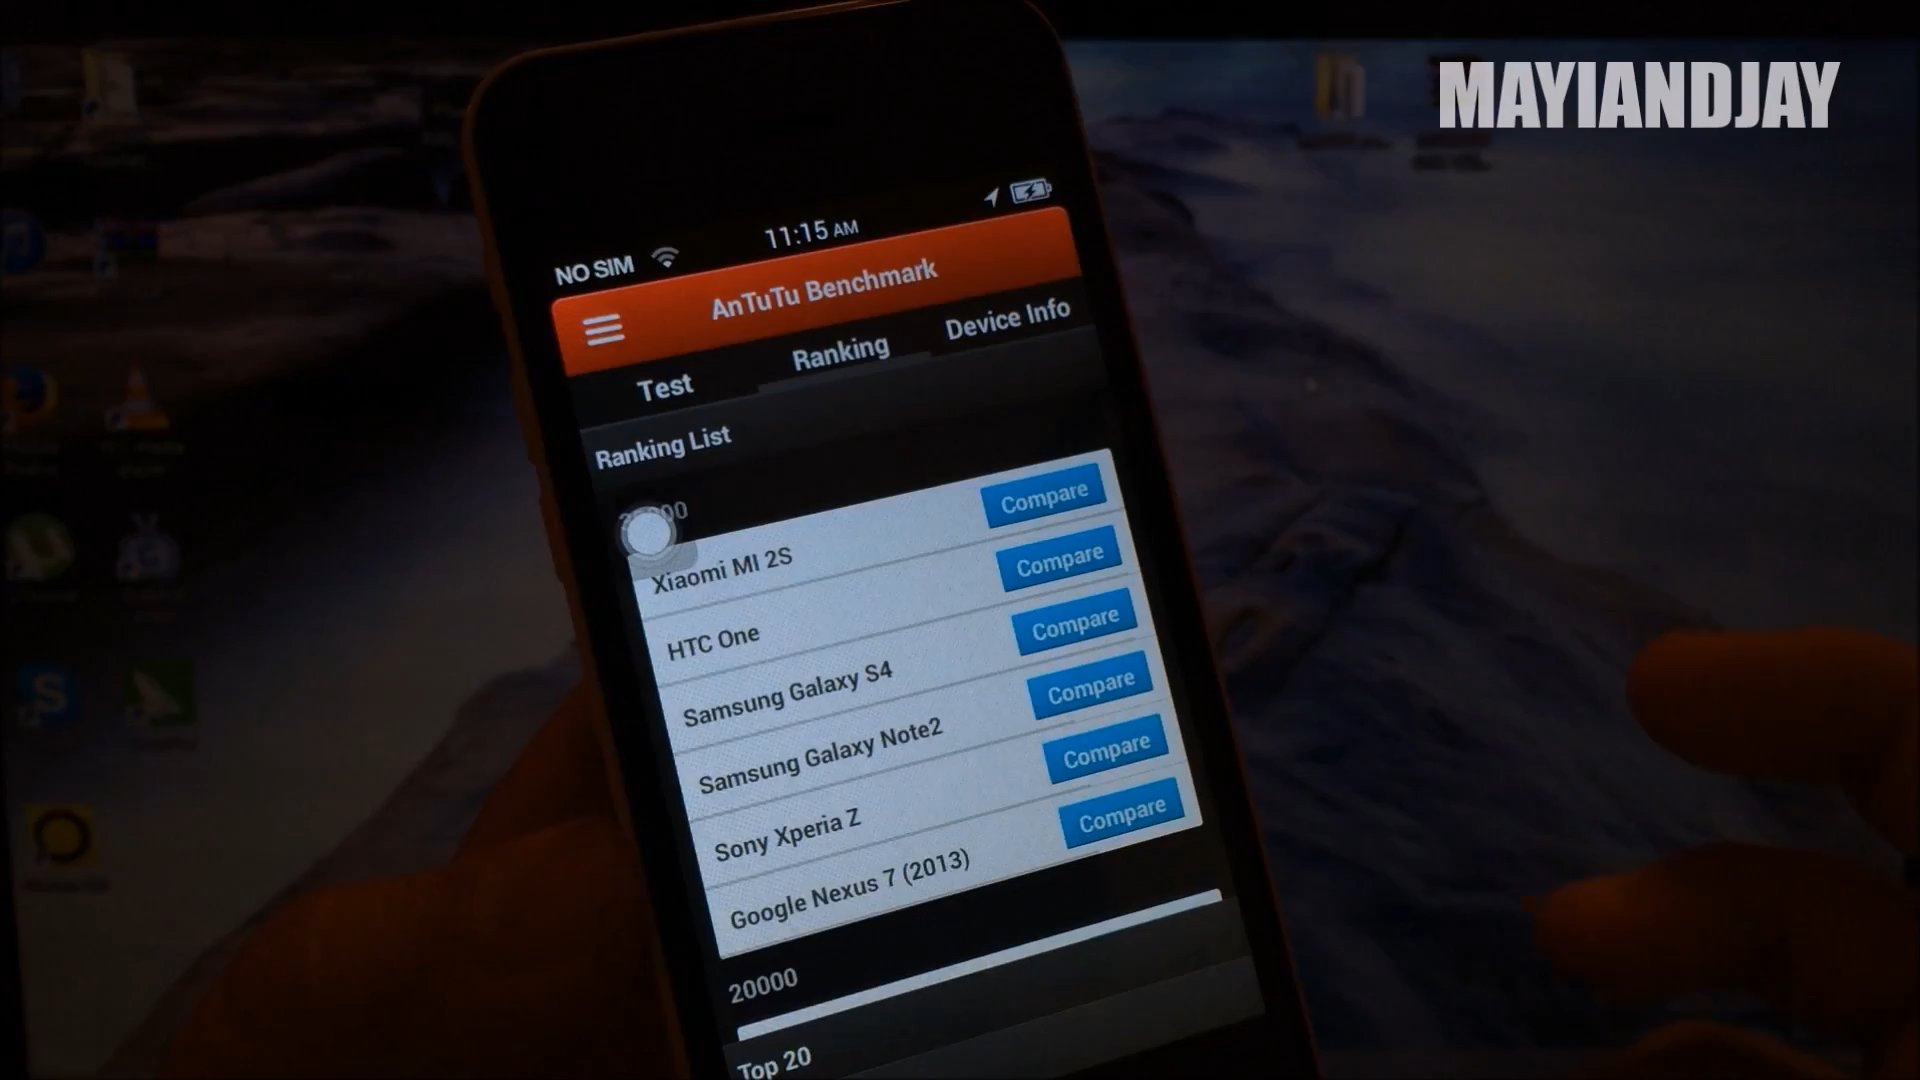 MAYIANDJAY
NO SIM
11:15 AM
AnTuTu Benchmark
Test
Ranking
Device Info
Ranking List
Xiaomi MI 2S
Compare
HTC One
Compare
Samsung Galaxy S4
Compare
Samsung Galaxy Note2
Compare
Sony Xperia Z
Compare
Google Nexus 7 (2013)
Compare
20000
Top 20